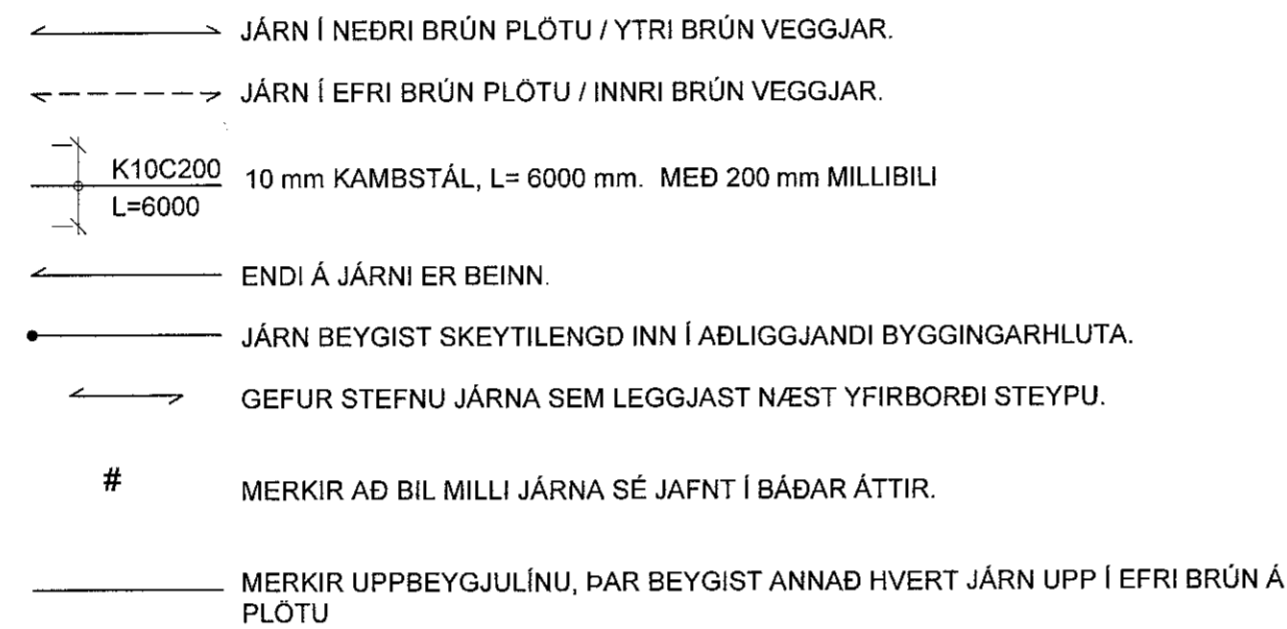 JÁRN Í NEÐRI BRÚN PLÖTU / YTRI BRÚN VEGGJAR.
JÁRN Í EFRI BRÚN PLÖTU / INNRI BRÚN VEGGJAR.
K10C200
L=6000
10 mm KAMBSTÁL, L= 6000 mm. MEÐ 200 mm MILLIBILI
ENDI Á JÁRNI ER BEINN.
JÁRN BEYGIST SKEYTILENGD INN Í AÐLIGGJANDI BYGGINGARHLUTA.
GEFUR STEFNU JÁRNA SEM LEGGJAST NÆST YFIRBORÐI STEYPU.
# MERKIR AÐ BIL MILLI JÁRNA SÉ JAFNT Í BÁÐAR ÁTTIR.
MERKIR UPPBEYGJULÍNU, ÞAR BEYGIST ANNAÐ HVERT JÁRN UPP Í EFRI BRÚN Á
PLÖTU